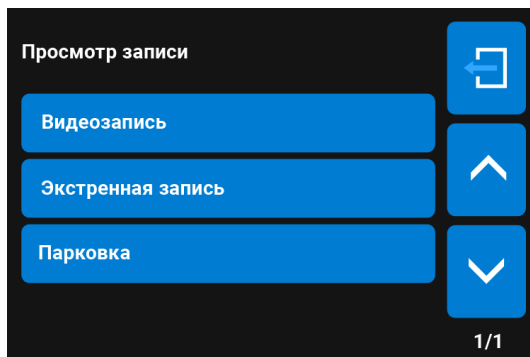 Просмотр записи
Видеозапись
Экстренная запись
Парковка
1/1